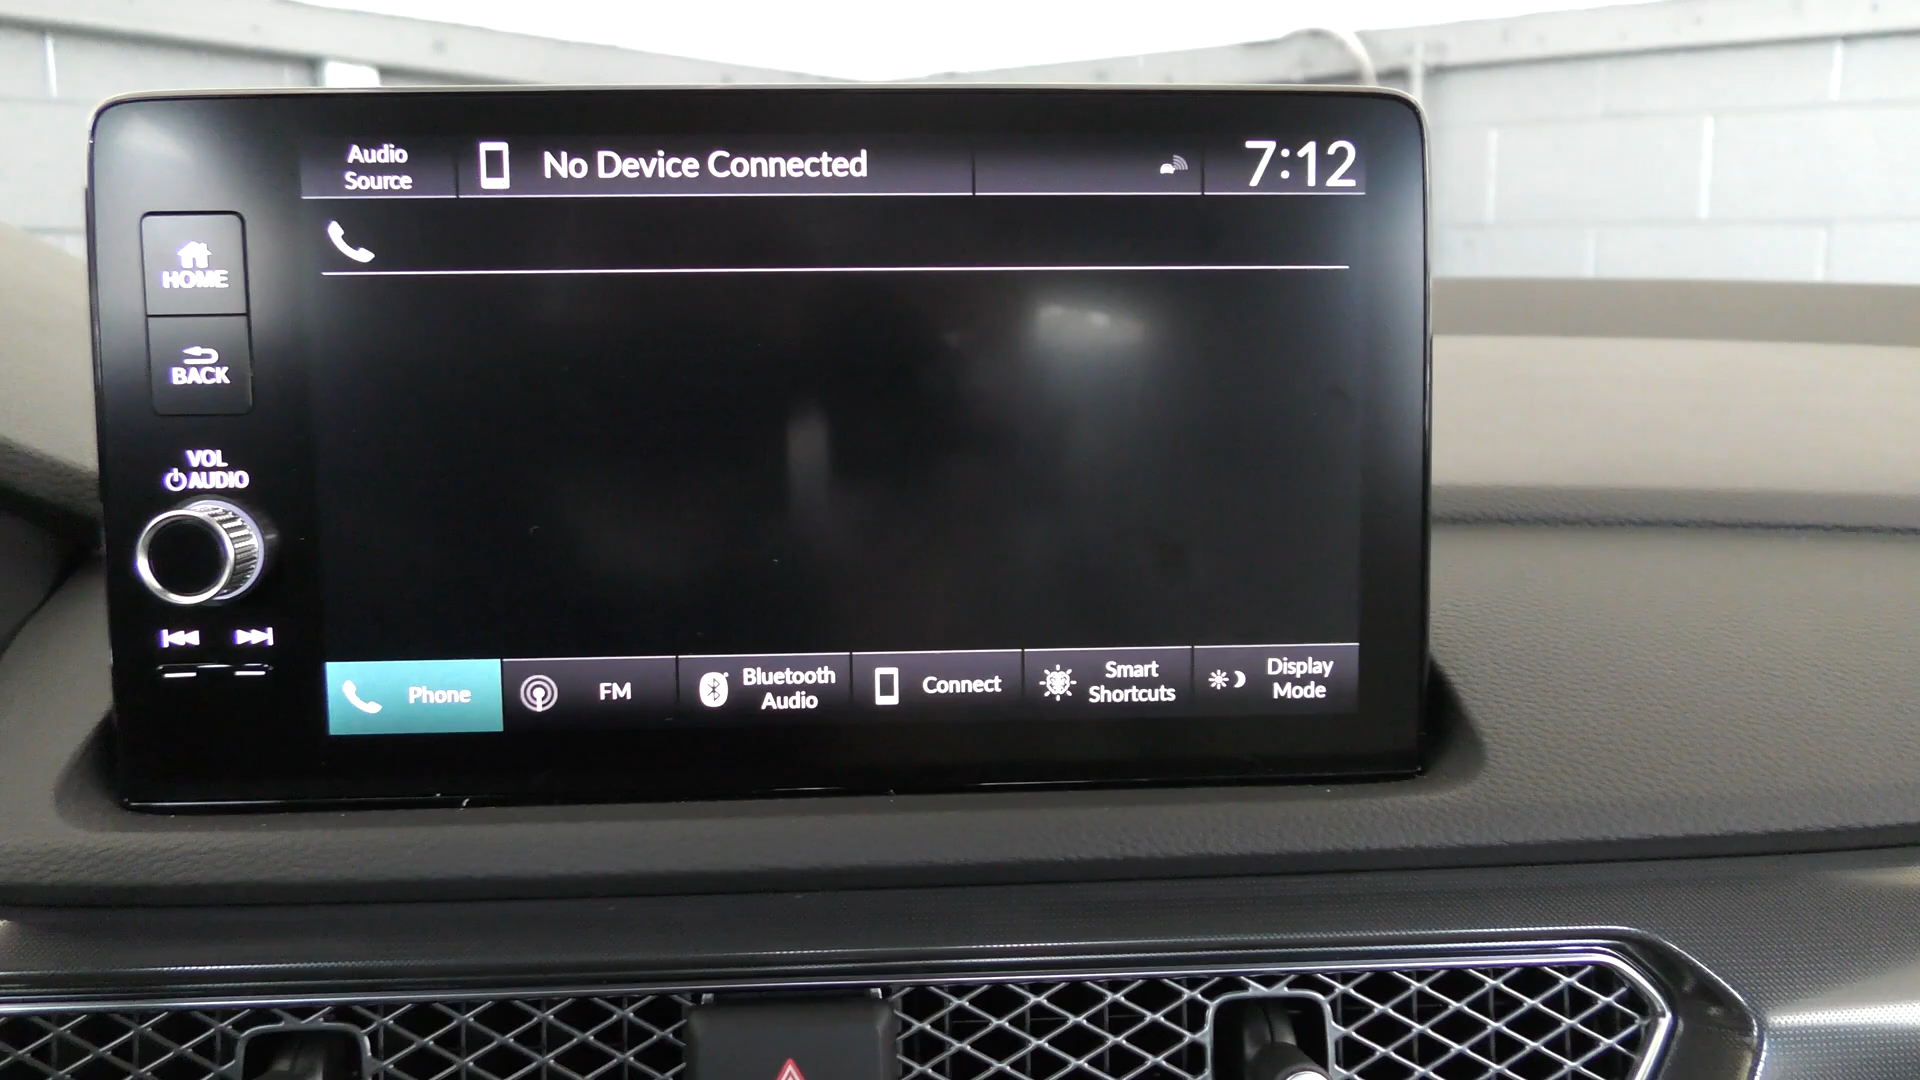 Audio
Source
No Device Connected
7:12
HOME
BACK
VOL
AUDIO
Phone
FM
Bluetooth
Audio
Connect
Smart
Shortcuts
Display
Mode